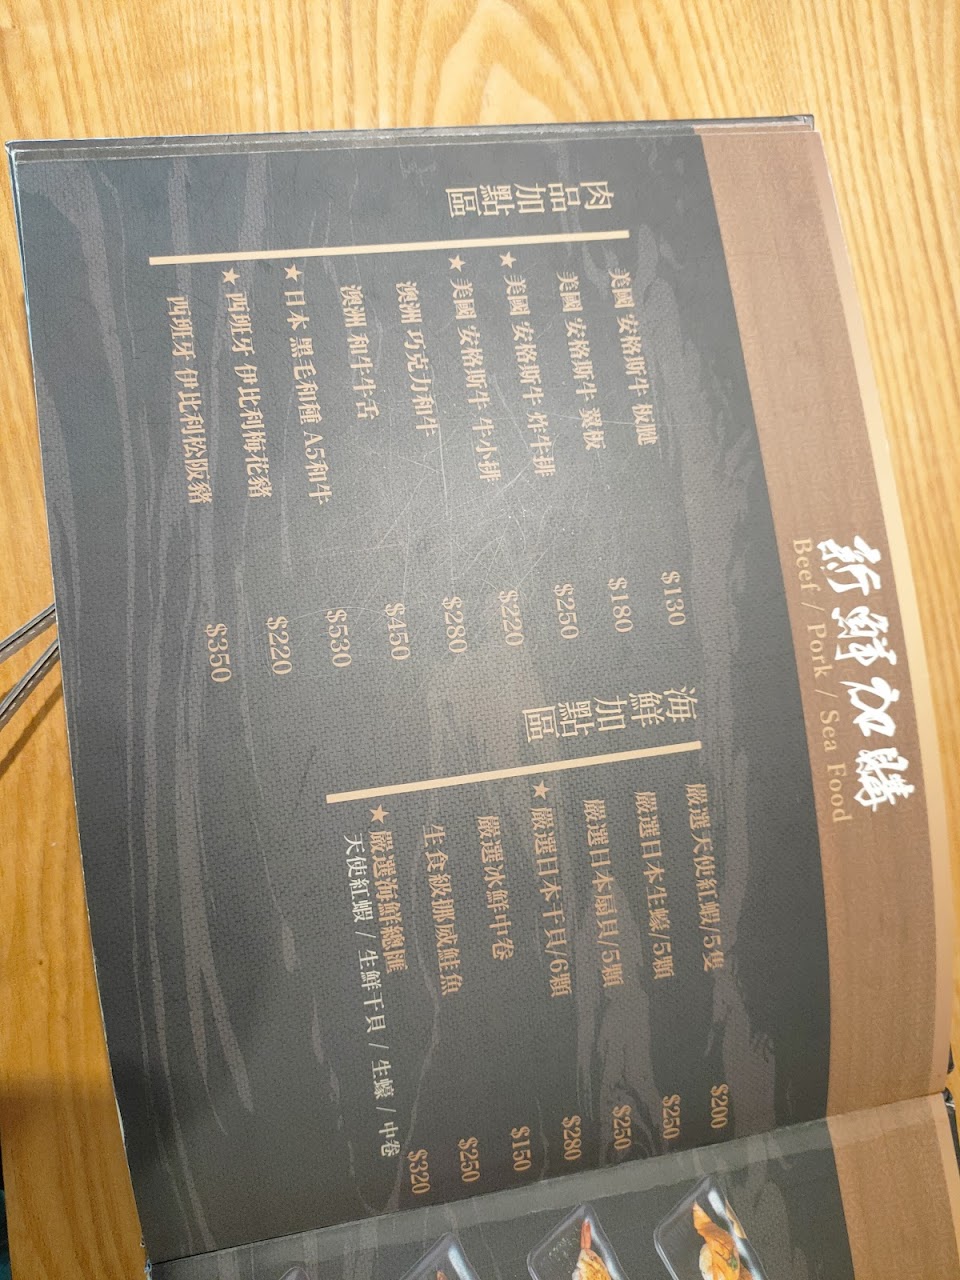 新鮮加購
Beef / Pork / Sea Food
肉品加點區
美國 安格斯牛 板腱 $130
美國 安格斯牛 翼板 $180
★ 美國 安格斯牛 炸牛排 $250
★ 美國 安格斯牛 牛小排 $220
澳洲 巧克力和牛 $280
澳洲 和牛牛舌 $450
★ 日本 黑毛和種 A5和牛 $530
★ 西班牙 伊比利梅花豬 $220
西班牙 伊比利松阪豬 $350
海鮮加點區
嚴選天使紅蝦/5隻 $200
嚴選日本生蠔/5顆 $250
嚴選日本扇貝/5顆 $250
★ 嚴選日本干貝/6顆 $280
嚴選冰鮮中卷 $150
生食級挪威鮭魚 $250
★ 嚴選海鮮總匯 $320
天使紅蝦 / 生鮮干貝 / 生蠔 / 中卷